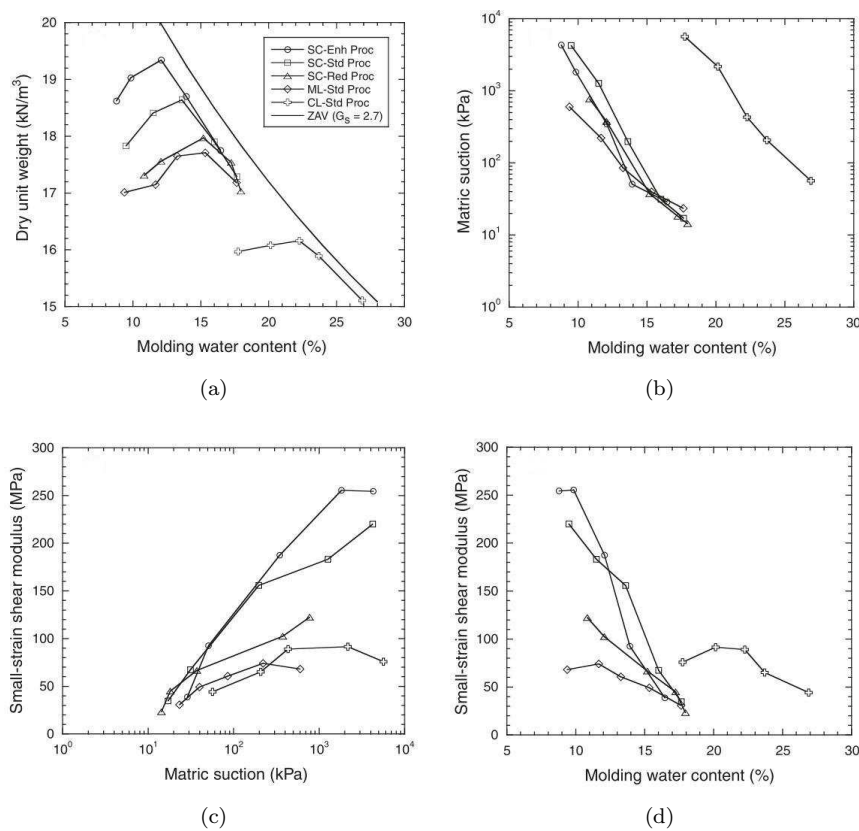 20
19
18
17
16
15
Dry unit weight (kN/m³)
SC-Enh Proc
SC-Std Proc
SC-Red Proc
ML-Std Proc
CL-Std Proc
ZAV (G_S = 2.7)
5 10 15 20 25 30
Molding water content (%)
(a)
10⁴
10³
10²
10¹
10⁰
Matric suction (kPa)
5 10 15 20 25 30
Molding water content (%)
(b)
300
250
200
150
100
50
0
Small-strain shear modulus (MPa)
10⁰ 10¹ 10² 10³ 10⁴
Matric suction (kPa)
(c)
300
250
200
150
100
50
0
Small-strain shear modulus (MPa)
5 10 15 20 25 30
Molding water content (%)
(d)